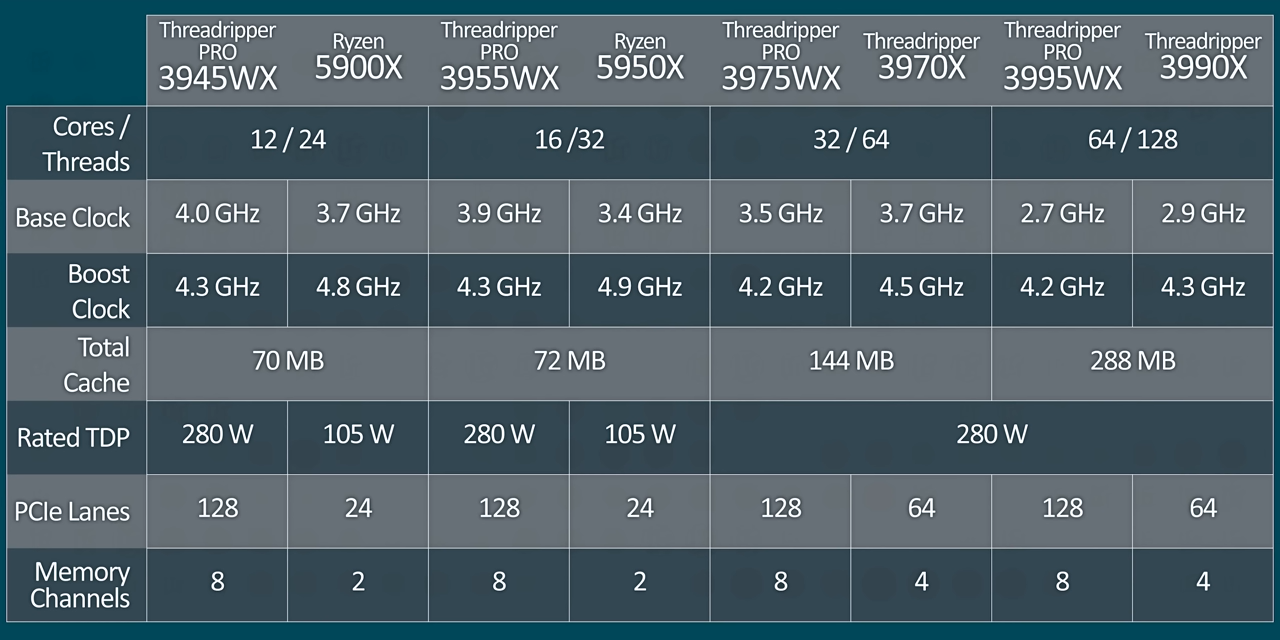 Threadripper PRO 3945WX
Ryzen 5900X
Threadripper PRO 3955WX
Ryzen 5950X
Threadripper PRO 3975WX
Threadripper 3970X
Threadripper PRO 3995WX
Threadripper 3990X
Cores / Threads
12 / 24
16 /32
32 / 64
64 / 128
Base Clock
4.0 GHz
3.7 GHz
3.9 GHz
3.4 GHz
3.5 GHz
3.7 GHz
2.7 GHz
2.9 GHz
Boost Clock
4.3 GHz
4.8 GHz
4.3 GHz
4.9 GHz
4.2 GHz
4.5 GHz
4.2 GHz
4.3 GHz
Total Cache
70 MB
72 MB
144 MB
288 MB
Rated TDP
280 W
105 W
280 W
105 W
280 W
PCIe Lanes
128
24
128
24
128
64
128
64
Memory Channels
8
2
8
2
8
4
8
4